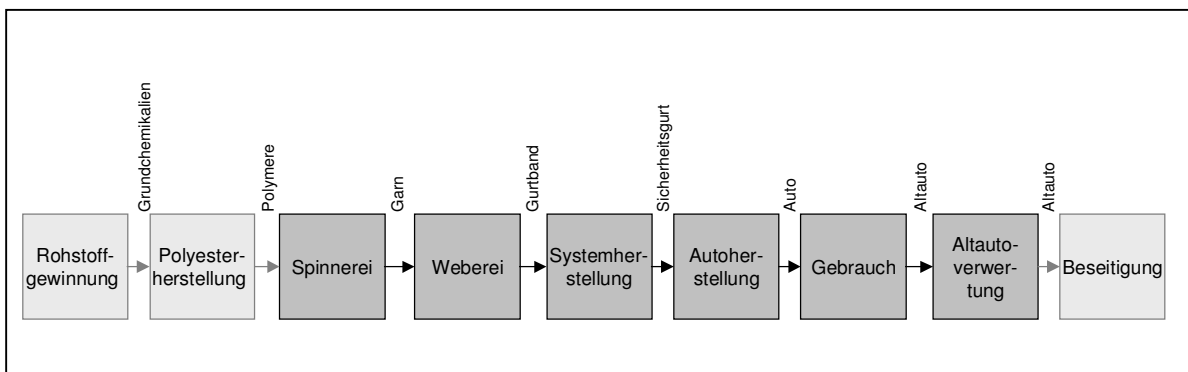 Grundchemikalien
Polymere
Garn
Gurtband
Sicherheitsgurt
Auto
Altauto
Altauto
Rohstoff-
gewinnung
Polyester-
herstellung
Spinnerei
Weberei
Systemher-
stellung
Autoher-
stellung
Gebrauch
Altauto-
verwer-
tung
Beseitigung